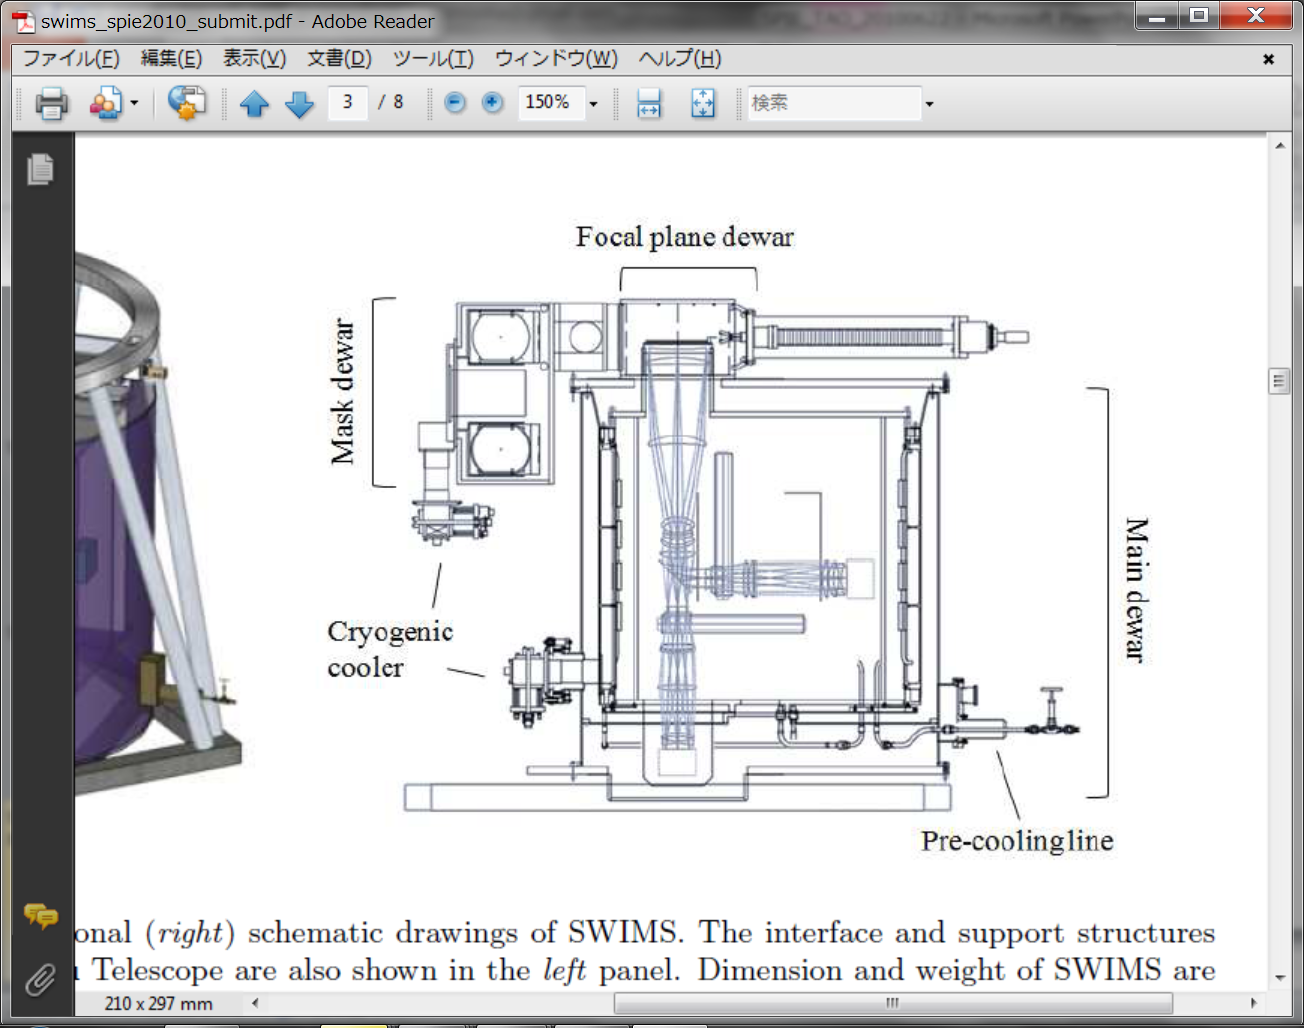 swims_spie2010_submit.pdf - Adobe Reader
ファイル(F) 編集(E) 表示(V) 文書(D) ツール(T) ウィンドウ(W) ヘルプ(H)
3 / 8 150% 検索
Focal plane dewar
Mask dewar
Main dewar
Cryogenic
cooler
Pre-coolingline
onal (right) schematic drawings of SWIMS. The interface and support structures
Telescope are also shown in the left panel. Dimension and weight of SWIMS are
210 x 297 mm